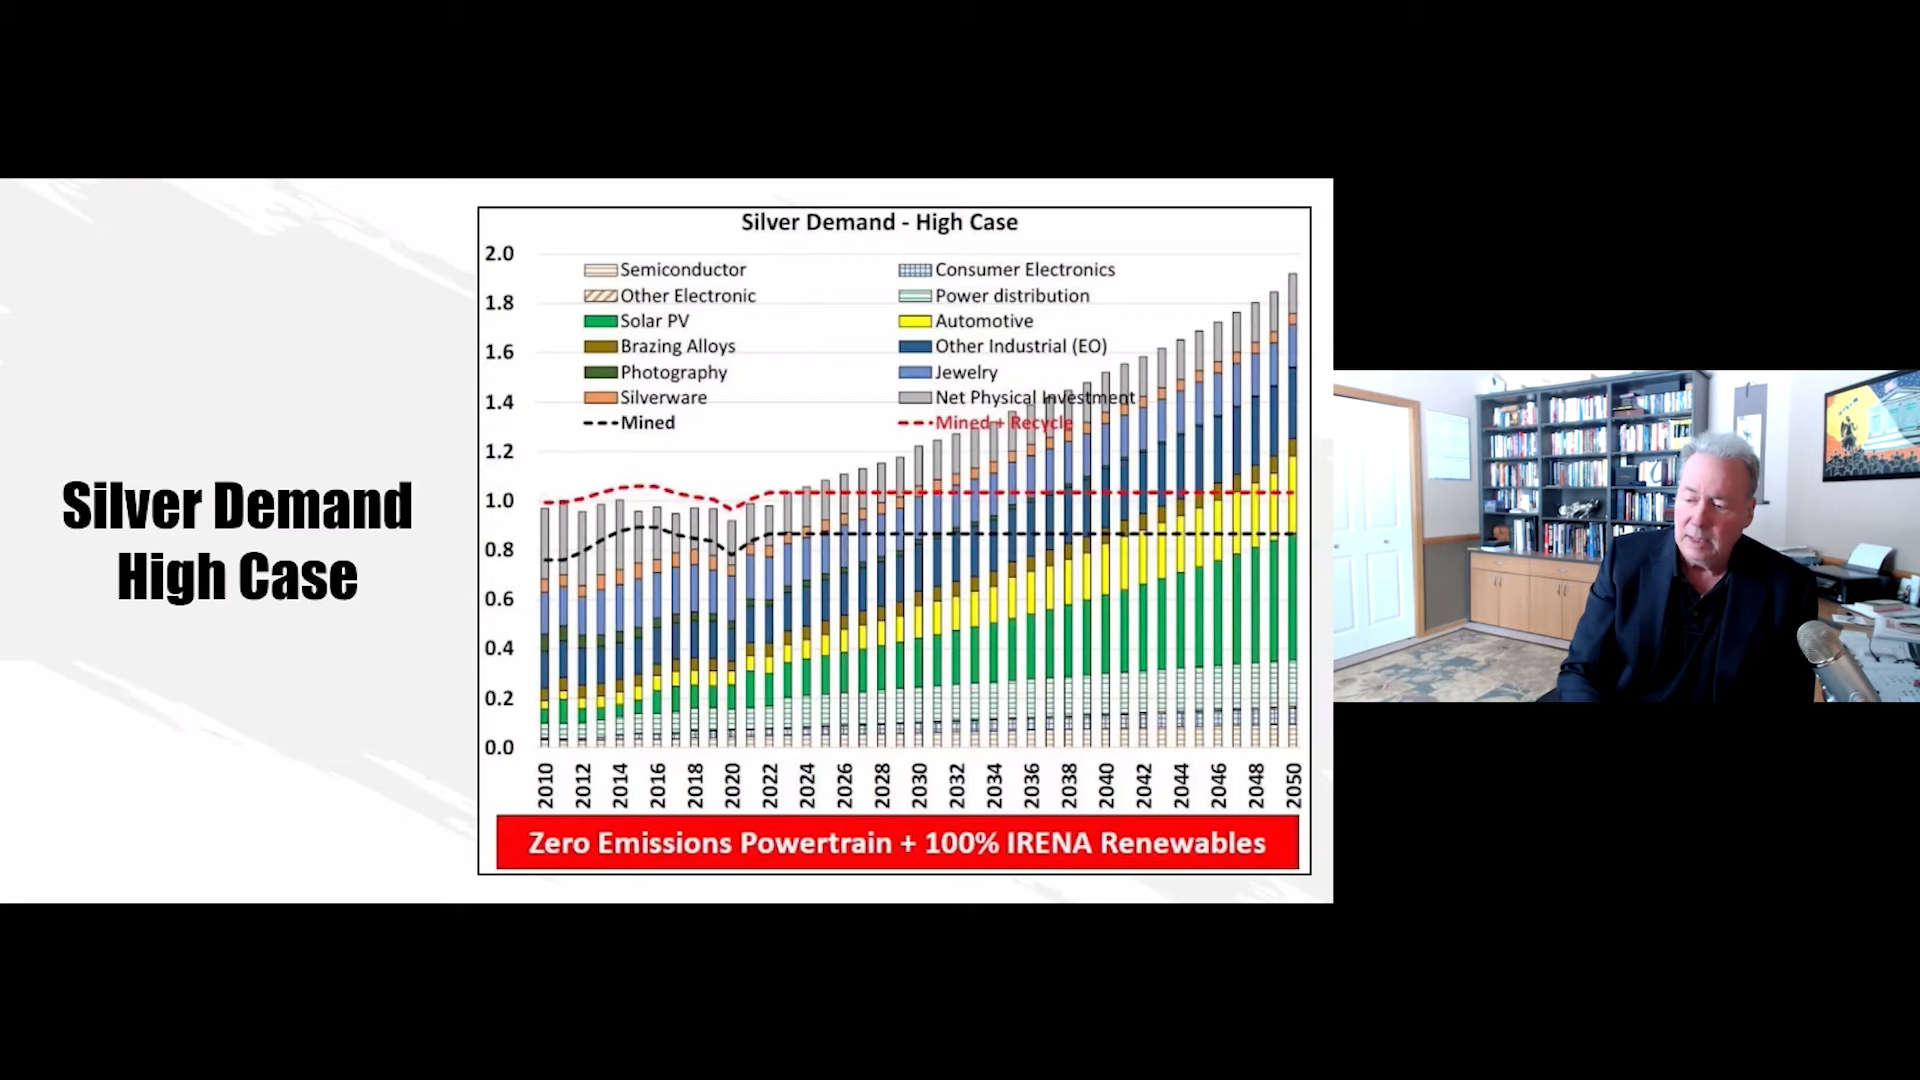 Silver Demand
High Case
Silver Demand - High Case
2.0
1.8
1.6
1.4
1.2
1.0
0.8
0.6
0.4
0.2
0.0
Semiconductor
Consumer Electronics
Other Electronic
Power distribution
Solar PV
Automotive
Brazing Alloys
Other Industrial (EO)
Photography
Jewelry
Silverware
Net Physical Investment
Mined
Mined + Recycle
2010 2012 2014 2016 2018 2020 2022 2024 2026 2028 2030 2032 2034 2036 2038 2040 2042 2044 2046 2048 2050
Zero Emissions Powertrain + 100% IRENA Renewables